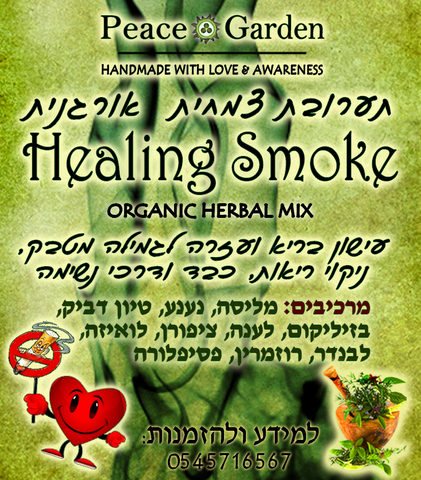 Peace Garden
HANDMADE WITH LOVE & AWARENESS
תערובת צמחית אורגנית
Healing Smoke
ORGANIC HERBAL MIX
עישון בריא ועזרה לגמילה מטבק,
ניקוי ריאות, כבד ודרכי נשימה
מרכיבים: מליסה, נענע, טיון דביק,
בזיליקום, לענה, ציפורן, לואיזה,
לבנדר, רוזמרין, פסיפלורה
למידע ולהזמנות:
0545716567